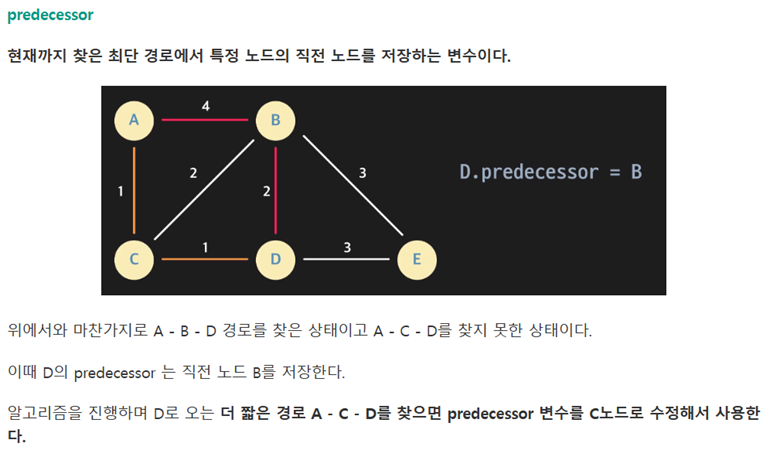 predecessor
현재까지 찾은 최단 경로에서 특정 노드의 직전 노드를 저장하는 변수이다.
4
A
B
2
3
D.predecessor = B
1
2
1
3
C
D
E
위에서와 마찬가지로 A - B - D 경로를 찾은 상태이고 A - C - D를 찾지 못한 상태이다.
이때 D의 predecessor 는 직전 노드 B를 저장한다.
알고리즘을 진행하며 D로 오는 더 짧은 경로 A - C - D를 찾으면 predecessor 변수를 C노드로 수정해서 사용한
다.